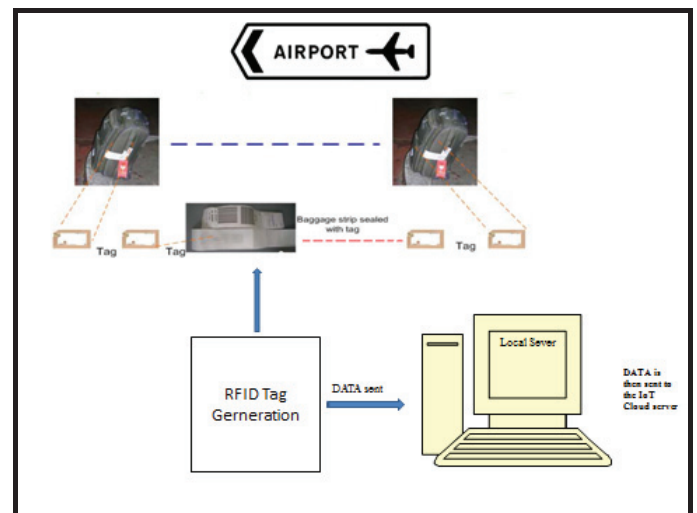 AIRPORT
Baggage strip sealed
with tag
Tag
Tag
Tag
Local Sever
RFID Tag
Gerneration
DATA sent
DATA is
then sent to
the IoT
Cloud server